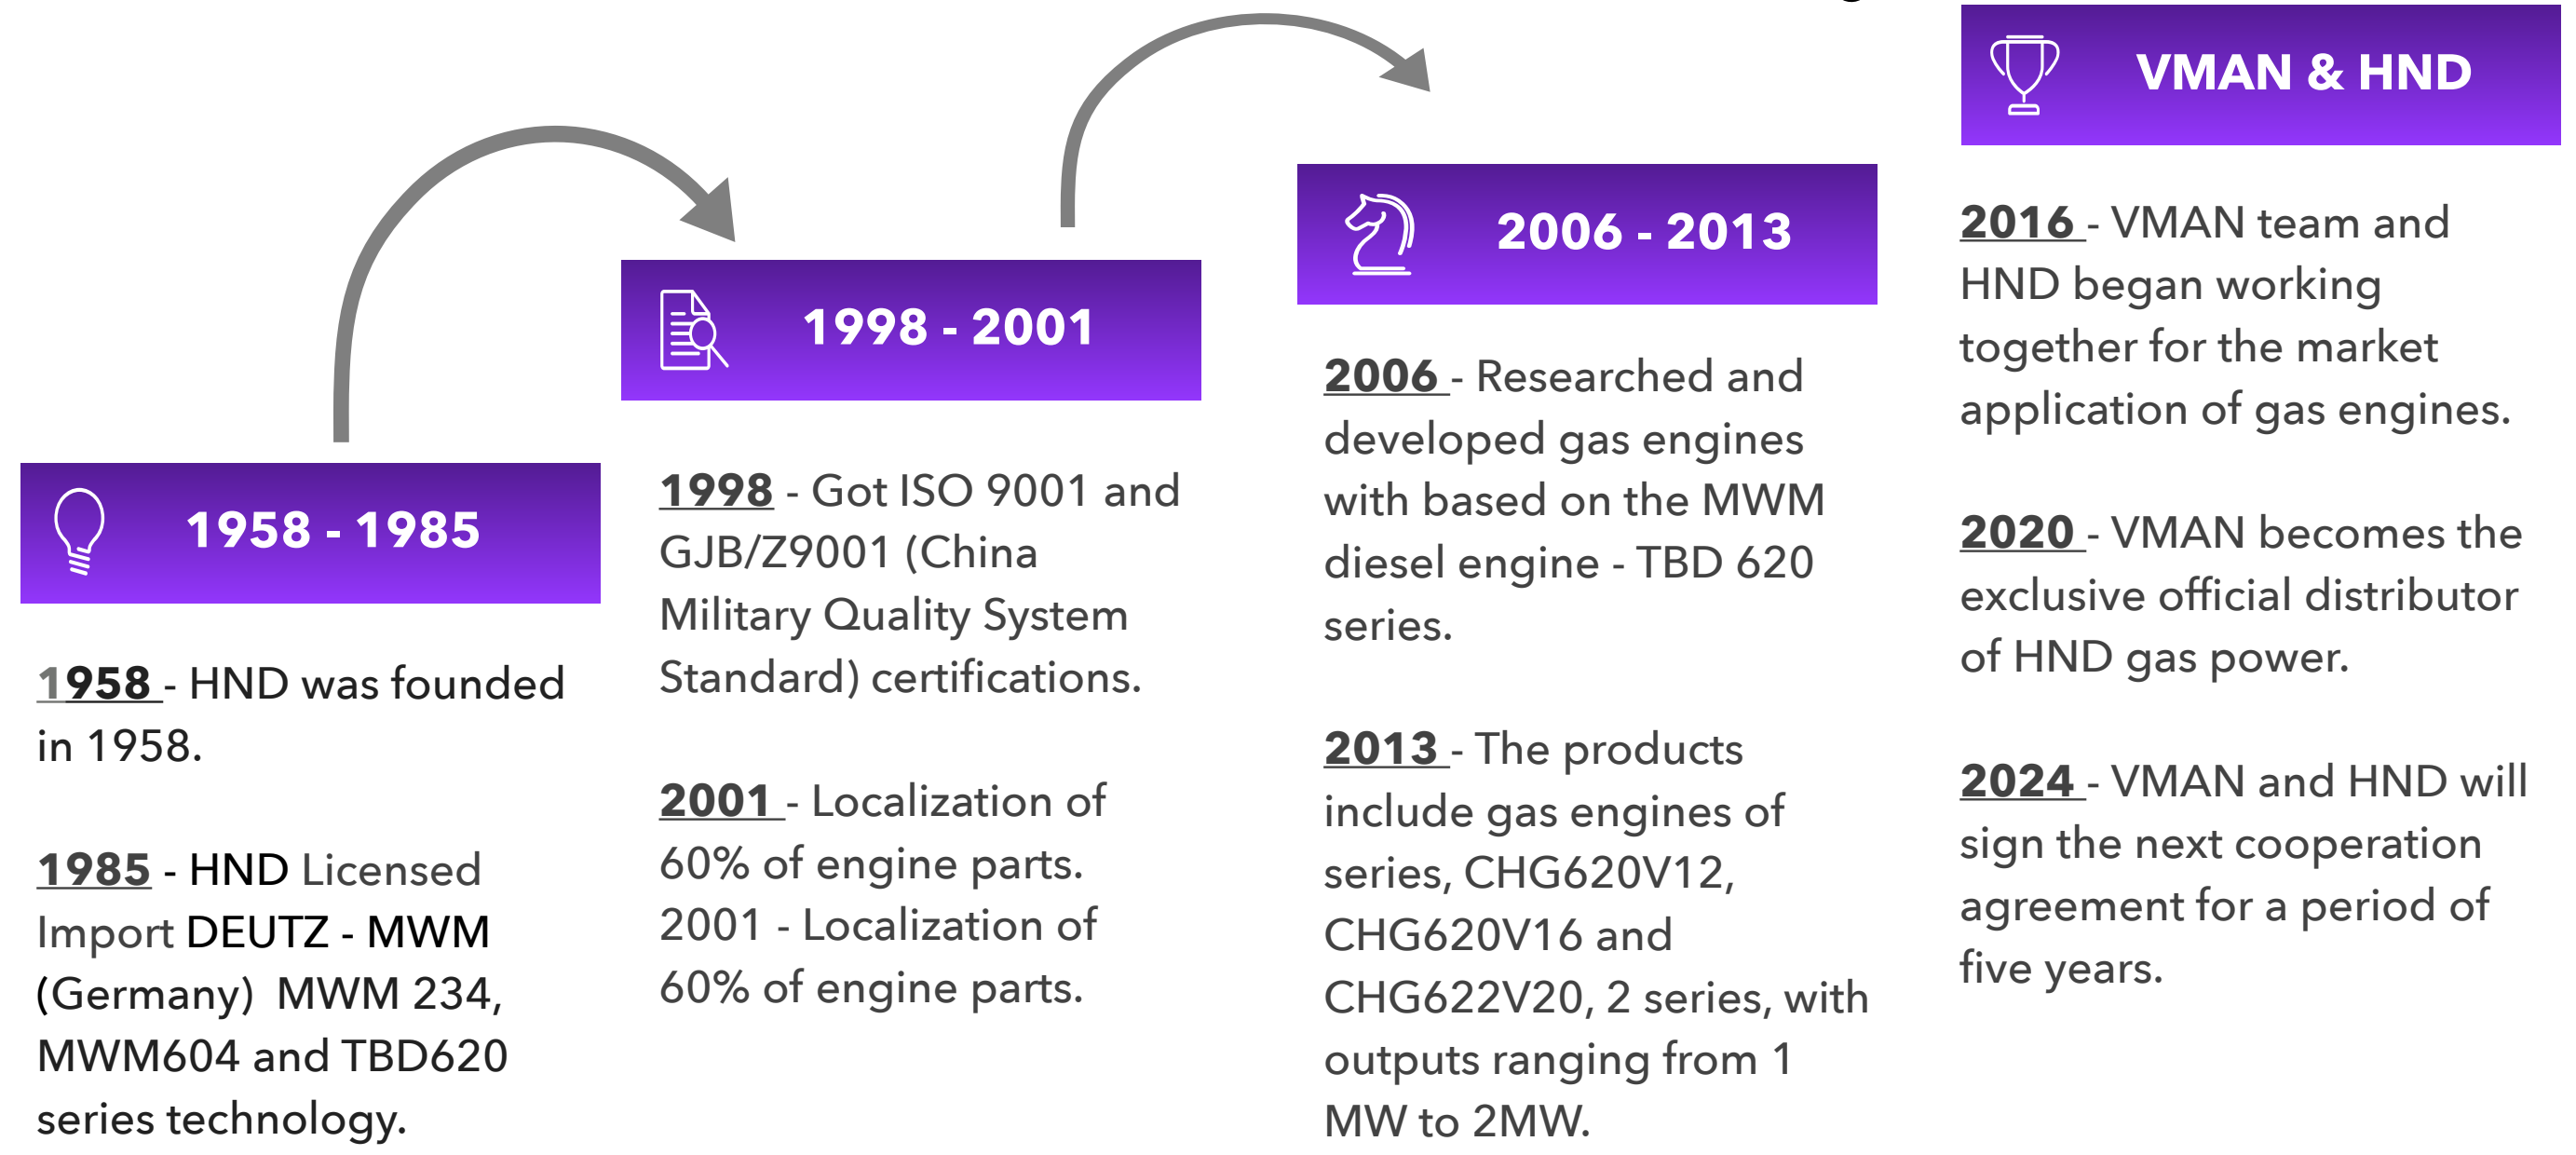 1958 - 1985
1958 - HND was founded
in 1958.
1985 - HND Licensed
Import DEUTZ - MWM
(Germany)  MWM 234,
MWM604 and TBD620
series technology.
1998 - 2001
1998 - Got ISO 9001 and
GJB/Z9001 (China
Military Quality System
Standard) certifications.
2001 - Localization of
60% of engine parts.
2001 - Localization of
60% of engine parts.
2006 - 2013
2006 - Researched and
developed gas engines
with based on the MWM
diesel engine - TBD 620
series.
2013 - The products
include gas engines of
series, CHG620V12,
CHG620V16 and
CHG622V20, 2 series, with
outputs ranging from 1
MW to 2MW.
VMAN & HND
2016 - VMAN team and
HND began working
together for the market
application of gas engines.
2020 - VMAN becomes the
exclusive official distributor
of HND gas power.
2024 - VMAN and HND will
sign the next cooperation
agreement for a period of
five years.